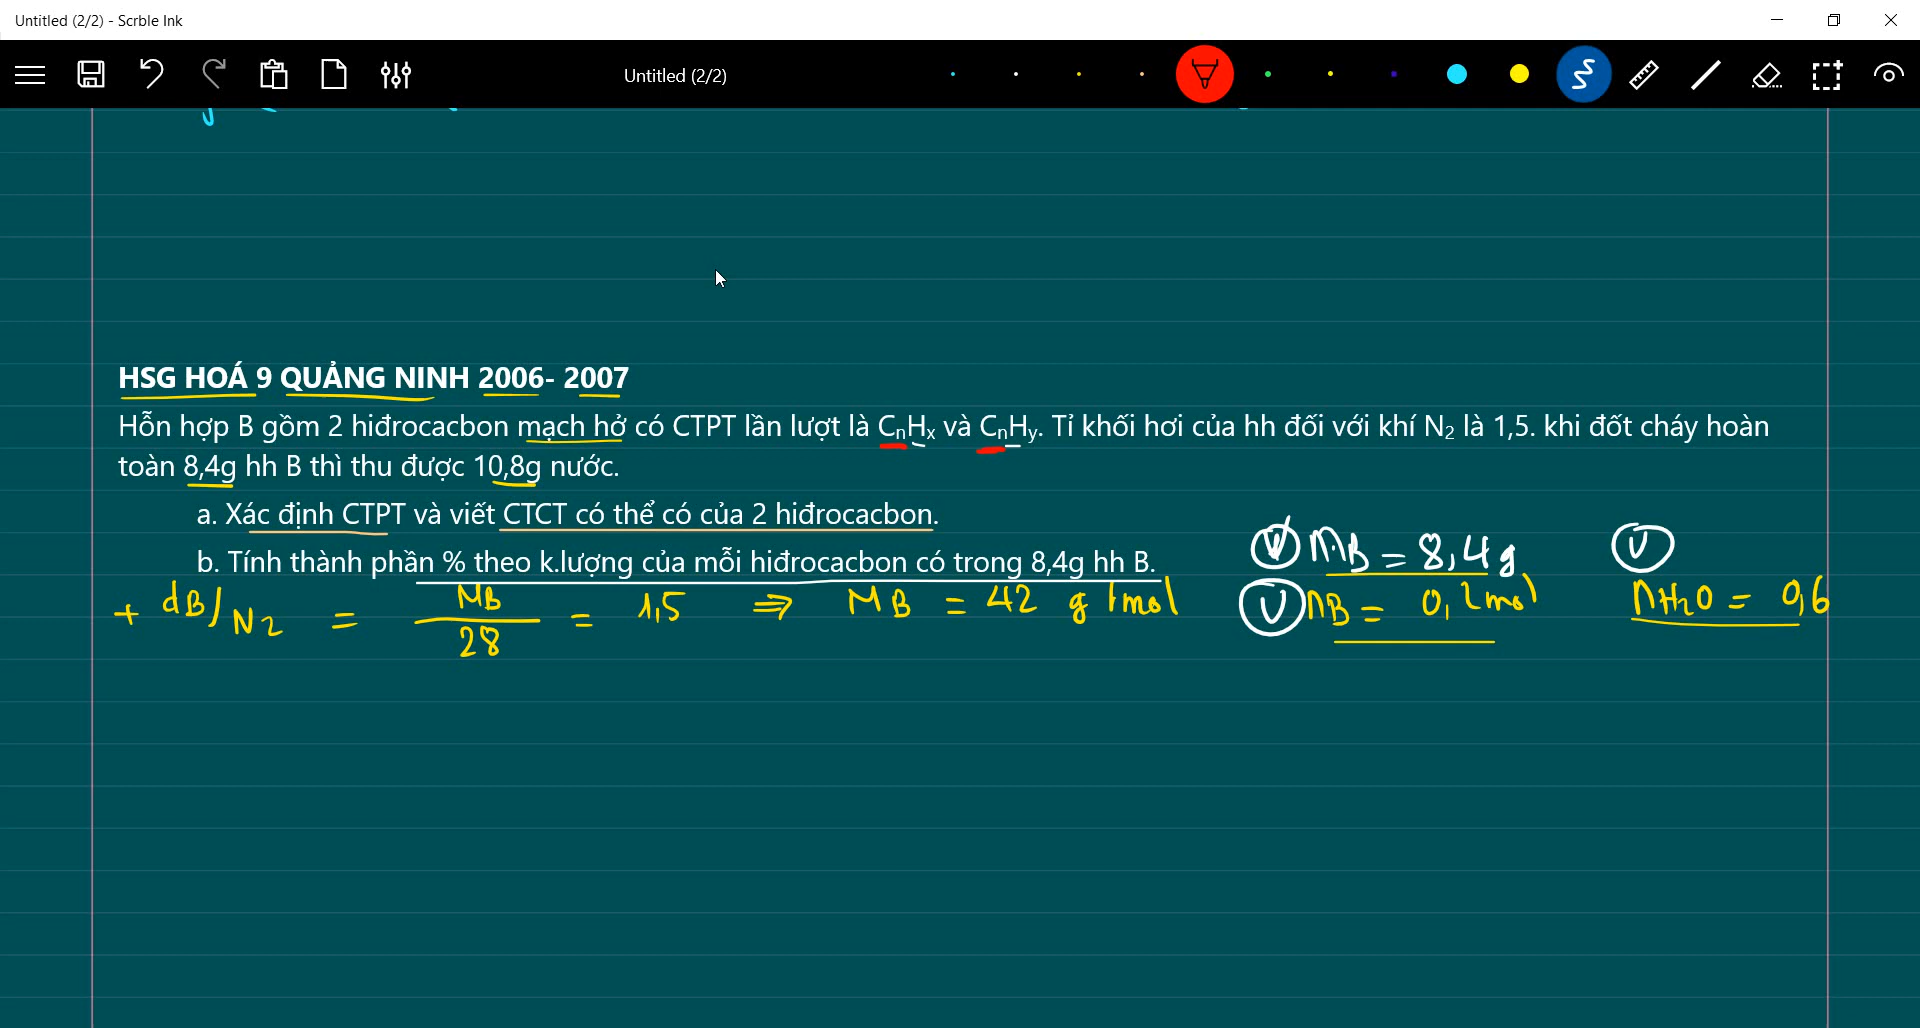 Untitled (2/2) - Scrble Ink
Untitled (2/2)
HSG HOÁ 9 QUẢNG NINH 2006- 2007
Hỗn hợp B gồm 2 hiđrocacbon mạch hở có CTPT lần lượt là CnHx và CnHy. Tỉ khối hơi của hh đối với khí N2 là 1,5. khi đốt cháy hoàn
toàn 8,4g hh B thì thu được 10,8g nước.
a. Xác định CTPT và viết CTCT có thể có của 2 hiđrocacbon.
b. Tính thành phần % theo k.lượng của mỗi hiđrocacbon có trong 8,4g hh B.
V mB = 8,4g V
+ dB/N2 = MB/28 = 1,5 ⇒ MB = 42 g/mol V nB = 0,2mol nH2O = 0,6